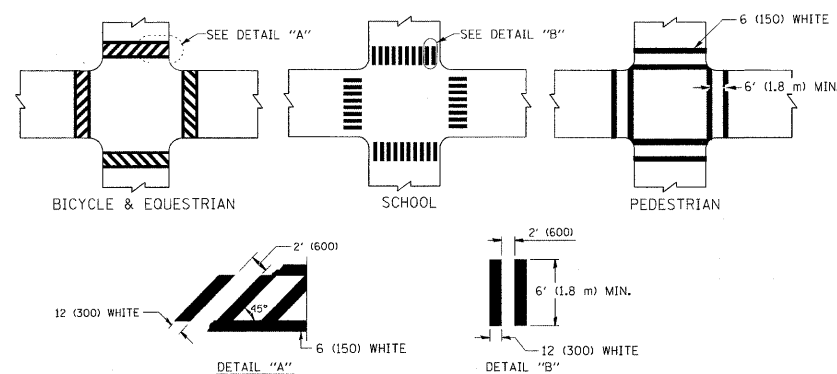 SEE DETAIL "A"
SEE DETAIL "B"
6 (150) WHITE
6' (1.8 m) MIN.
BICYCLE & EQUESTRIAN
SCHOOL
PEDESTRIAN
2' (600)
12 (300) WHITE
45°
6 (150) WHITE
DETAIL "A"
2' (600)
6' (1.8 m) MIN.
12 (300) WHITE
DETAIL "B"